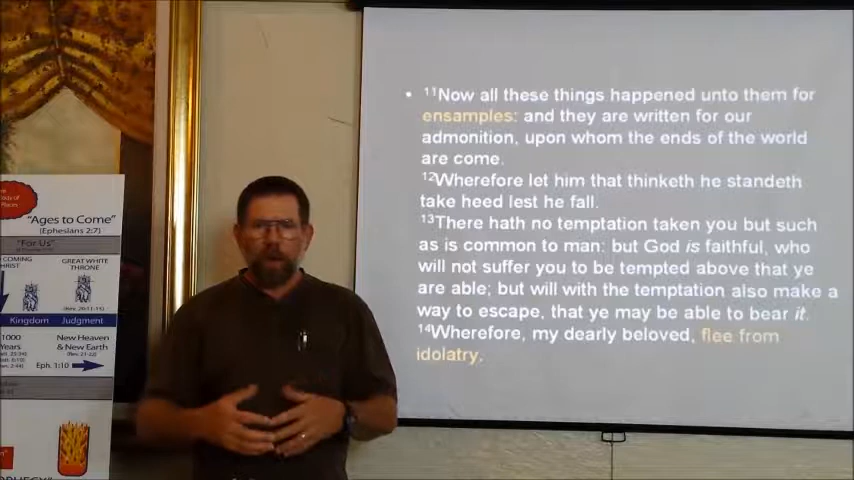 "Ages to Come"
(Ephesians 2:7)
"For Us"
COMING
CHRIST
GREAT WHITE
THRONE
Kingdom
Judgment
1000
Years
New Heaven
& New Earth
Eph. 1:10
• ¹¹Now all these things happened unto them for
ensamples: and they are written for our
admonition, upon whom the ends of the world
are come.
¹²Wherefore let him that thinketh he standeth
take heed lest he fall.
¹³There hath no temptation taken you but such
as is common to man: but God is faithful, who
will not suffer you to be tempted above that ye
are able; but will with the temptation also make a
way to escape, that ye may be able to bear it.
¹⁴Wherefore, my dearly beloved, flee from
idolatry.